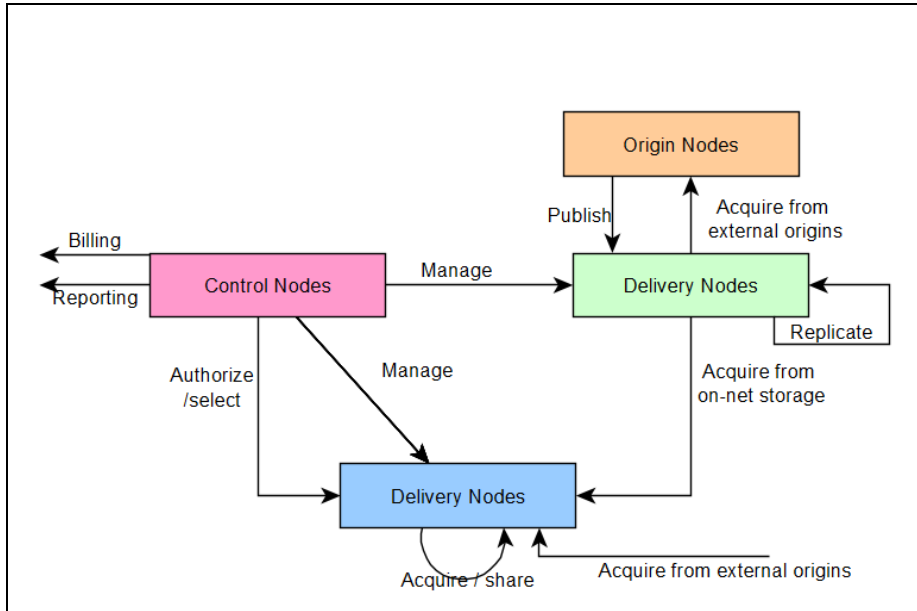 Origin Nodes
Publish
Acquire from
external origins
Billing
Reporting
Control Nodes
Manage
Delivery Nodes
Replicate
Authorize
/select
Manage
Acquire from
on-net storage
Delivery Nodes
Acquire / share
Acquire from external origins